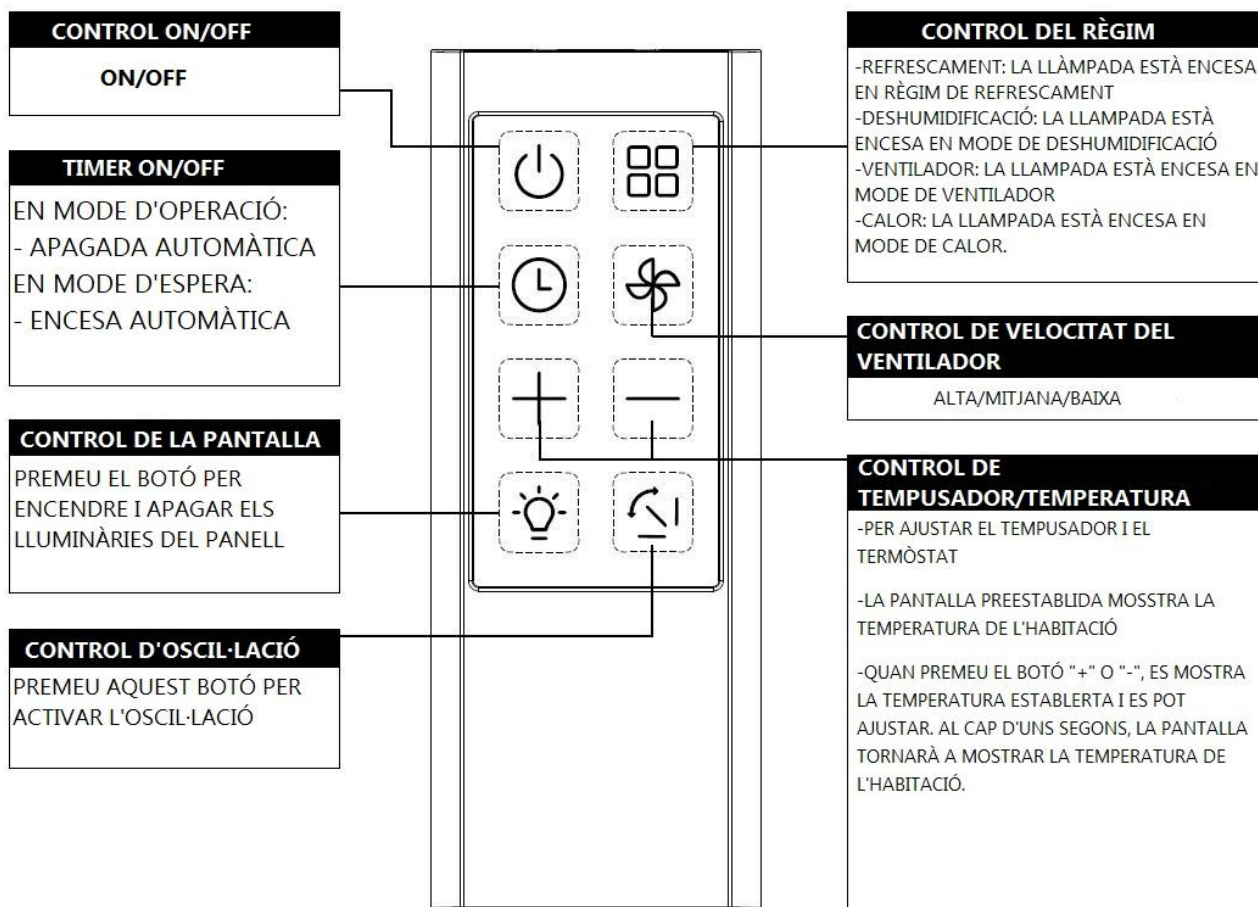 CONTROL ON/OFF
ON/OFF
TIMER ON/OFF
EN MODE D'OPERACIÓ:
- APAGADA AUTOMÀTICA
EN MODE D'ESPERA:
- ENCESA AUTOMÀTICA
CONTROL DE LA PANTALLA
PREMEU EL BOTÓ PER
ENCENDRE I APAGAR ELS
LLUMINÀRIES DEL PANELL
CONTROL D'OSCIL·LACIÓ
PREMEU AQUEST BOTÓ PER
ACTIVAR L'OSCIL·LACIÓ
CONTROL DEL RÈGIM
-REFRESCAMENT: LA LLÀMPADA ESTÀ ENCESA
EN RÈGIM DE REFRESCAMENT
-DESHUMIDIFICACIÓ: LA LLAMPADA ESTÀ
ENCESA EN MODE DE DESHUMIDIFICACIÓ
-VENTILADOR: LA LLAMPADA ESTÀ ENCESA EN
MODE DE VENTILADOR
-CALOR: LA LLAMPADA ESTÀ ENCESA EN
MODE DE CALOR.
CONTROL DE VELOCITAT DEL
VENTILADOR
ALTA/MITJANA/BAIXA
CONTROL DE
TEMPUSADOR/TEMPERATURA
-PER AJUSTAR EL TEMPUSADOR I EL
TERMÒSTAT
-LA PANTALLA PREESTABLIDA MOSSTRA LA
TEMPERATURA DE L'HABITACIÓ
-QUAN PREMEU EL BOTÓ "+" O "-", ES MOSTRA
LA TEMPERATURA ESTABLERTA I ES POT
AJUSTAR. AL CAP D'UNS SEGONS, LA PANTALLA
TORNARÀ A MOSTRAR LA TEMPERATURA DE
L'HABITACIÓ.